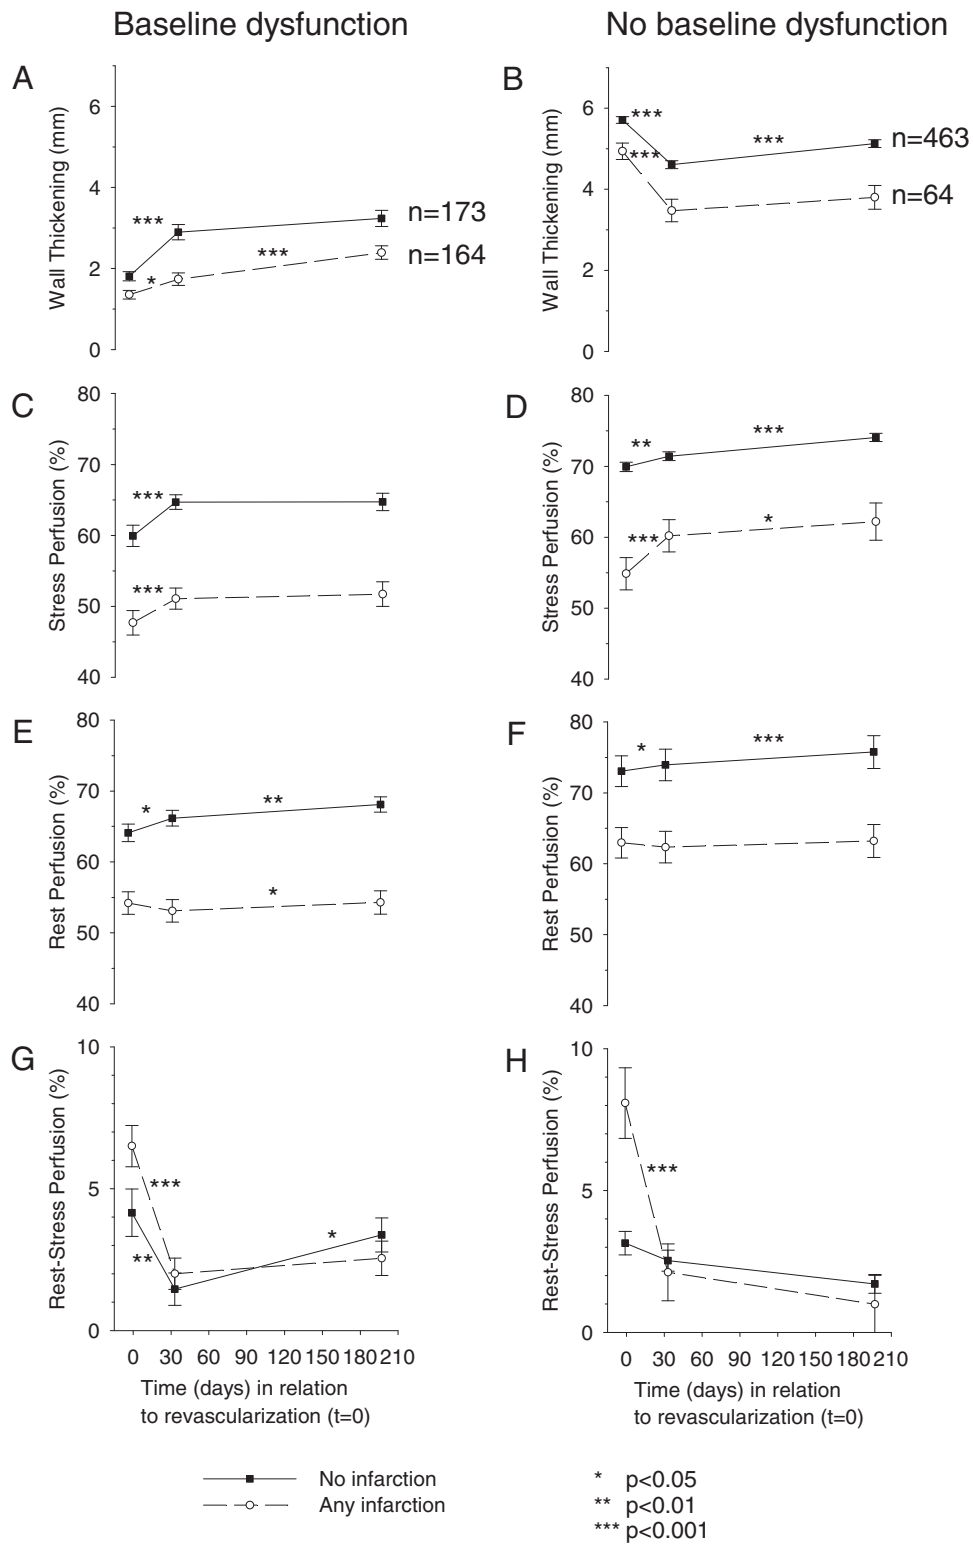 Baseline dysfunction
No baseline dysfunction
A
Wall Thickening (mm)
6
4
2
0
***
*
***
n=173
n=164
B
Wall Thickening (mm)
6
4
2
0
***
***
***
n=463
n=64
C
Stress Perfusion (%)
80
70
60
50
40
***
***
D
Stress Perfusion (%)
80
70
60
50
40
**
***
***
*
E
Rest Perfusion (%)
80
70
60
50
40
*
**
*
F
Rest Perfusion (%)
80
70
60
50
40
*
***
G
Rest-Stress Perfusion (%)
10
5
0
***
**
*
0 30 60 90 120 150 180 210
Time (days) in relation
to revascularization (t=0)
H
Rest-Stress Perfusion (%)
10
5
0
***
0 30 60 90 120 150 180 210
Time (days) in relation
to revascularization (t=0)
No infarction
Any infarction
* p<0.05
** p<0.01
*** p<0.001